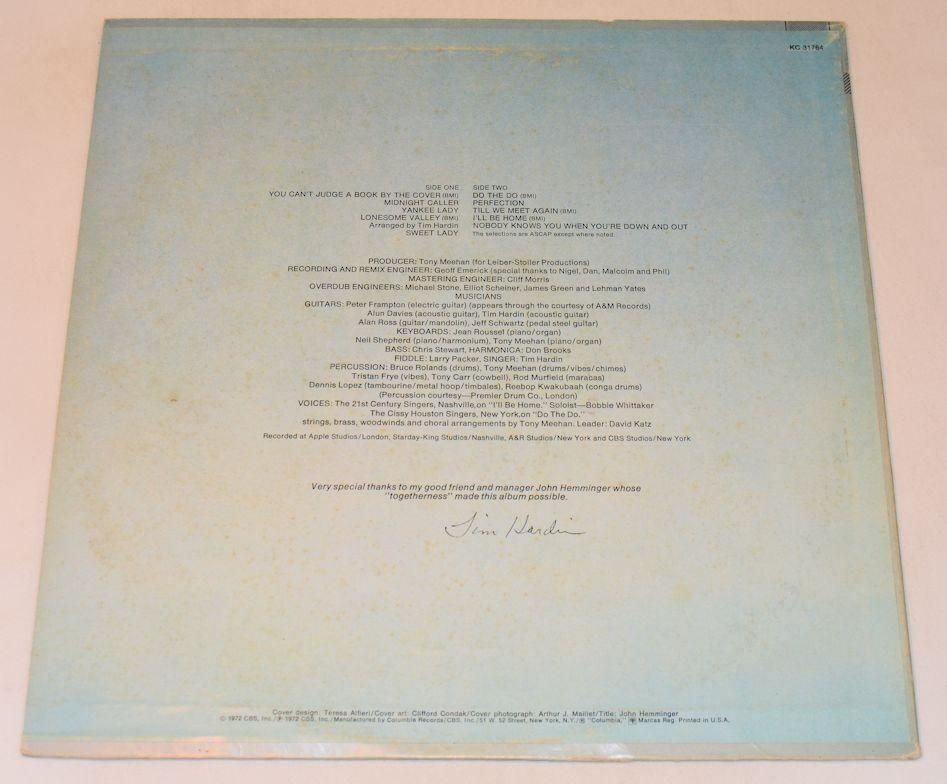 KC 31764
SIDE ONE
YOU CAN'T JUDGE A BOOK BY THE COVER (BMI)
MIDNIGHT CALLER
YANKEE LADY
LONESOME VALLEY (BMI)
Arranged by Tim Hardin
SWEET LADY
SIDE TWO
DO THE DO (BMI)
PERFECTION
TILL WE MEET AGAIN (BMI)
I'LL BE HOME (BMI)
NOBODY KNOWS YOU WHEN YOU'RE DOWN AND OUT
The selections are ASCAP except where noted.
PRODUCER: Tony Meehan (for Leiber-Stoller Productions)
RECORDING AND REMIX ENGINEER: Geoff Emerick (special thanks to Nigel, Dan, Malcolm and Phil)
MASTERING ENGINEER: Cliff Morris
OVERDUB ENGINEERS: Michael Stone, Elliot Scheiner, James Green and Lehman Yates
MUSICIANS
GUITARS: Peter Frampton (electric guitar) (appears through the courtesy of A&M Records)
Alun Davies (acoustic guitar), Tim Hardin (acoustic guitar)
Alan Ross (guitar/mandolin), Jeff Schwartz (pedal steel guitar)
KEYBOARDS: Jean Roussel (piano/organ)
Neil Shepherd (piano/harmonium), Tony Meehan (piano/organ)
BASS: Chris Stewart, HARMONICA: Don Brooks
FIDDLE: Larry Packer, SINGER: Tim Hardin
PERCUSSION: Bruce Rolands (drums), Tony Meehan (drums/vibes/chimes)
Tristan Frye (vibes), Tony Carr (cowbell), Rod Murfield (maracas)
Dennis Lopez (tambourine/metal hoop/timbales), Reebop Kwakubaah (conga drums)
(Percussion courtesy—Premier Drum Co., London)
VOICES: The 21st Century Singers, Nashville, on "I'll Be Home." Soloist—Bobbie Whittaker
The Cissy Houston Singers, New York, on "Do The Do."
strings, brass, woodwinds and choral arrangements by Tony Meehan. Leader: David Katz
Recorded at Apple Studios/London, Starday-King Studios/Nashville, A&R Studios/New York and CBS Studios/New York
Very special thanks to my good friend and manager John Hemminger whose
"togetherness" made this album possible.
Tim Hardin
Cover design: Teresa Alfieri/Cover art: Clifford Condak/Cover photograph: Arthur J. Maillet/Title: John Hemminger
© 1972 CBS, Inc./℗ 1972 CBS, Inc./Manufactured by Columbia Records/CBS, Inc./51 W. 52 Street, New York, N.Y./® "Columbia," Marcas Reg. Printed in U.S.A.